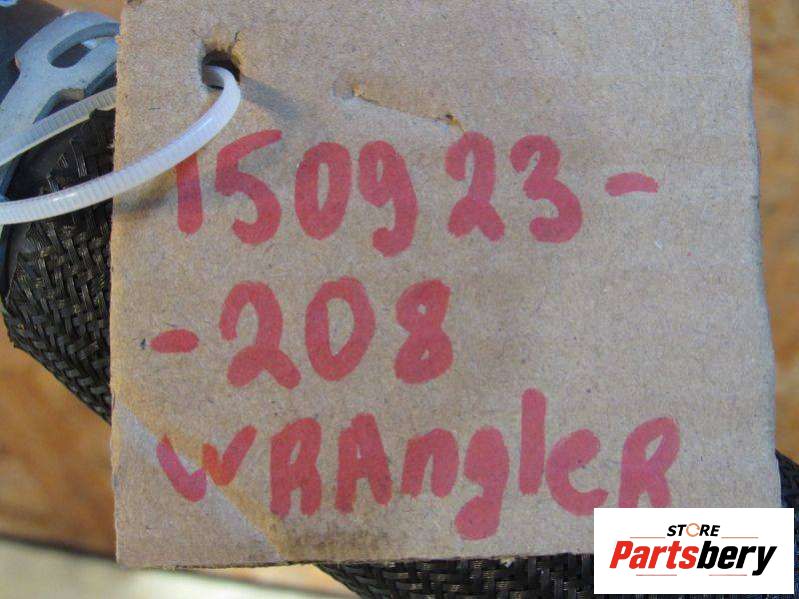 150923-
-208
WRAnglER
STORE
Partsbery